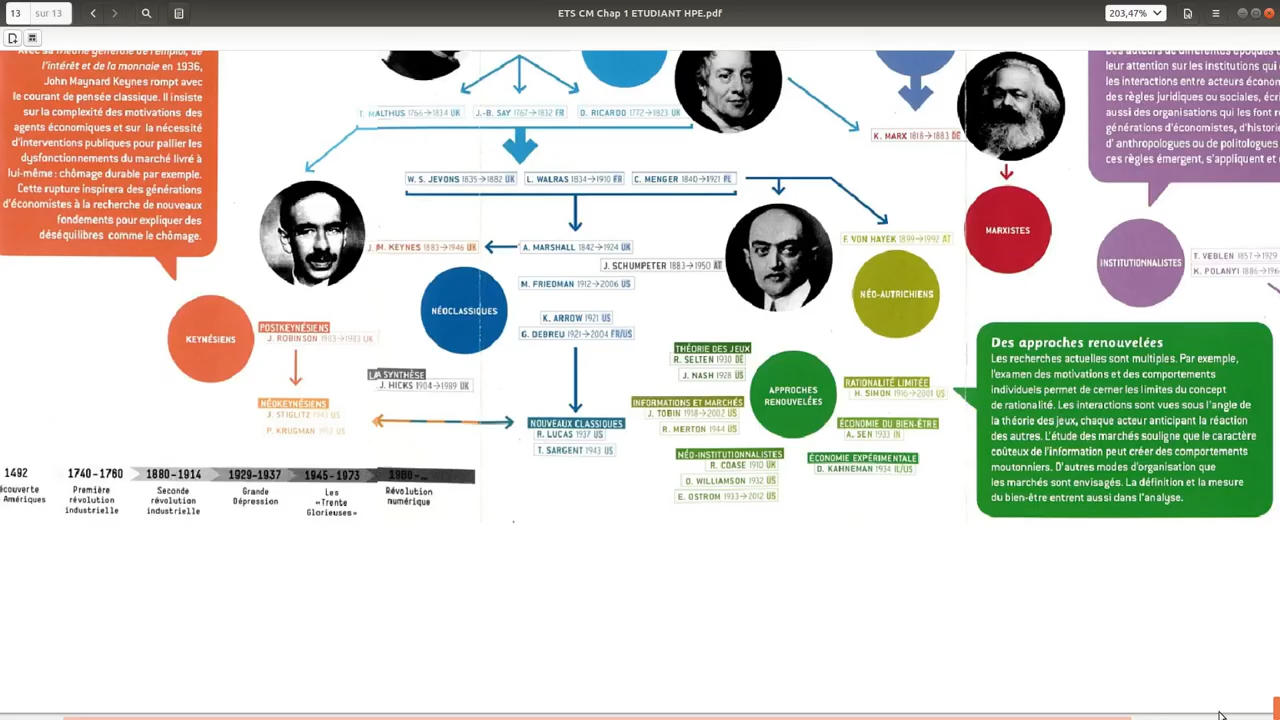 13 sur 13
ETS CM Chap 1 ETUDIANT HPE.pdf
203,47%
l'intérêt et de la monnaie en 1936,
John Maynard Keynes rompt avec
le courant de pensée classique. Il insiste
sur la complexité des motivations des
agents économiques et sur la nécessité
d'interventions publiques pour pallier les
dysfonctionnements du marché livré à
lui-même : chômage durable par exemple.
Cette rupture inspirera des générations
d'économistes à la recherche de nouveaux
fondements pour expliquer des
déséquilibres comme le chômage.
T. MALTHUS 1766→1834 UK
J.-B. SAY 1767→1832 FR
D. RICARDO 1772→1823 UK
K. MARX 1818→1883 DE
leur attention sur les institutions qui
les interactions entre acteurs écono
des règles juridiques ou sociales, écri
aussi des organisations qui les font r
générations d'économistes, d'histori
d' anthropologues ou de politologues
ces règles émergent, s'appliquent et
W. S. JEVONS 1835→1882 UK
L. WALRAS 1834→1910 FR
C. MENGER 1840→1921 PL
MARXISTES
J. M. KEYNES 1883→1946 UK
A. MARSHALL 1842→1924 UK
F. VON HAYEK 1899→1992 AT
J. SCHUMPETER 1883→1950 AT
INSTITUTIONNALISTES
T. VEBLEN 1857→1929
K. POLANYI 1886→196
M. FRIEDMAN 1912→2006 US
NÉO-AUTRICHIENS
NÉOCLASSIQUES
K. ARROW 1921 US
G. DEBREU 1921→2004 FR/US
KEYNÉSIENS
POSTKEYNÉSIENS
J. ROBINSON 1903→1983 UK
LA SYNTHÈSE
J. HICKS 1904→1989 UK
NÉOKEYNÉSIENS
J. STIGLITZ 1943 US
P. KRUGMAN 1953 US
NOUVEAUX CLASSIQUES
R. LUCAS 1937 US
T. SARGENT 1943 US
THÉORIE DES JEUX
R. SELTEN 1930 DE
J. NASH 1928 US
INFORMATIONS ET MARCHÉS
J. TOBIN 1918→2002 US
R. MERTON 1944 US
NÉO-INSTITUTIONNALISTES
R. COASE 1910 UK
O. WILLIAMSON 1932 US
E. OSTROM 1933→2012 US
APPROCHES
RENOUVELÉES
RATIONALITÉ LIMITÉE
H. SIMON 1916→2001 US
ÉCONOMIE DU BIEN-ÊTRE
A. SEN 1933 IN
ÉCONOMIE EXPÉRIMENTALE
D. KAHNEMAN 1934 IL/US
Des approches renouvelées
Les recherches actuelles sont multiples. Par exemple,
l'examen des motivations et des comportements
individuels permet de cerner les limites du concept
de rationalité. Les interactions sont vues sous l'angle de
la théorie des jeux, chaque acteur anticipant la réaction
des autres. L'étude des marchés souligne que le caractère
coûteux de l'information peut créer des comportements
moutonniers. D'autres modes d'organisation que
les marchés sont envisagés. La définition et la mesure
du bien-être entrent aussi dans l'analyse.
1492
couverte
Amériques
1740-1760
Première
révolution
industrielle
1880-1914
Seconde
révolution
industrielle
1929-1937
Grande
Dépression
1945-1973
Les
«Trente
Glorieuses»
1980-...
Révolution
numérique